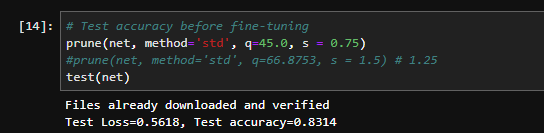 [14]: # Test accuracy before fine-tuning
prune(net, method='std', q=45.0, s = 0.75)
#prune(net, method='std', q=66.8753, s = 1.5) # 1.25
test(net)
Files already downloaded and verified
Test Loss=0.5618, Test accuracy=0.8314